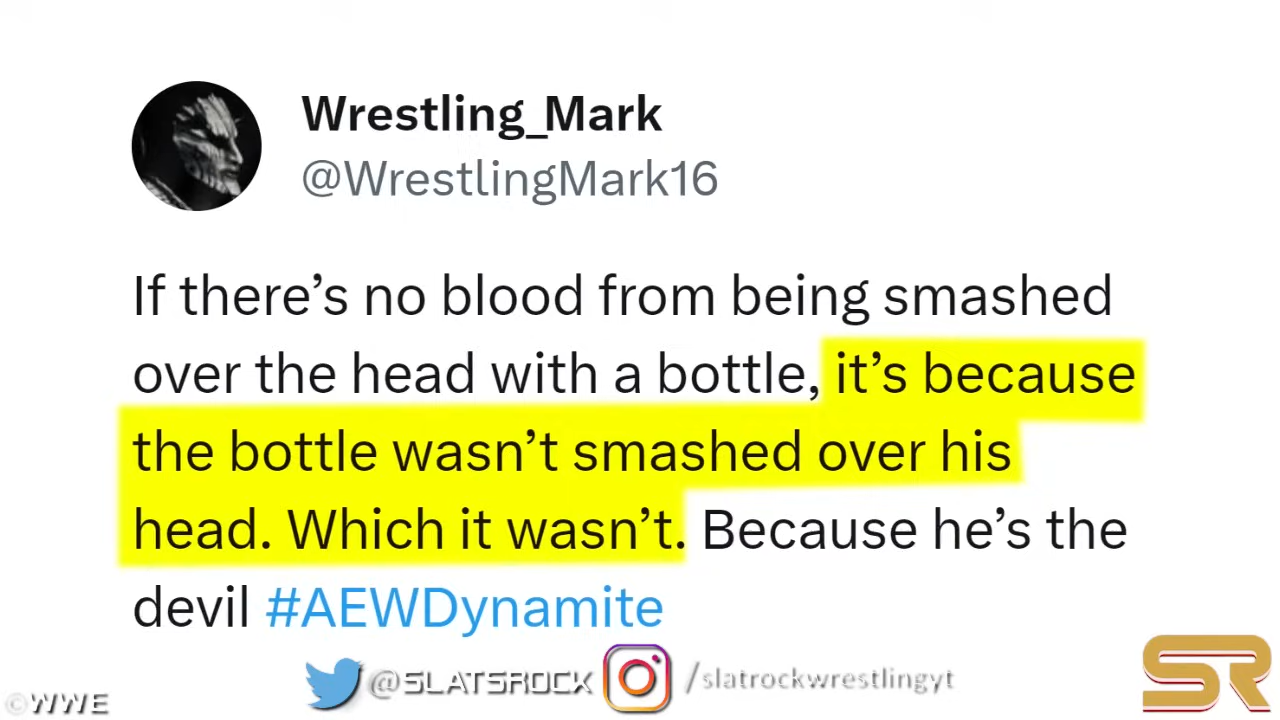 Wrestling_Mark
@WrestlingMark16
If there’s no blood from being smashed
over the head with a bottle, it’s because
the bottle wasn’t smashed over his
head. Which it wasn’t. Because he’s the
devil #AEWDynamite
©WWE @SLATSROCK /slatrockwrestlingyt SR